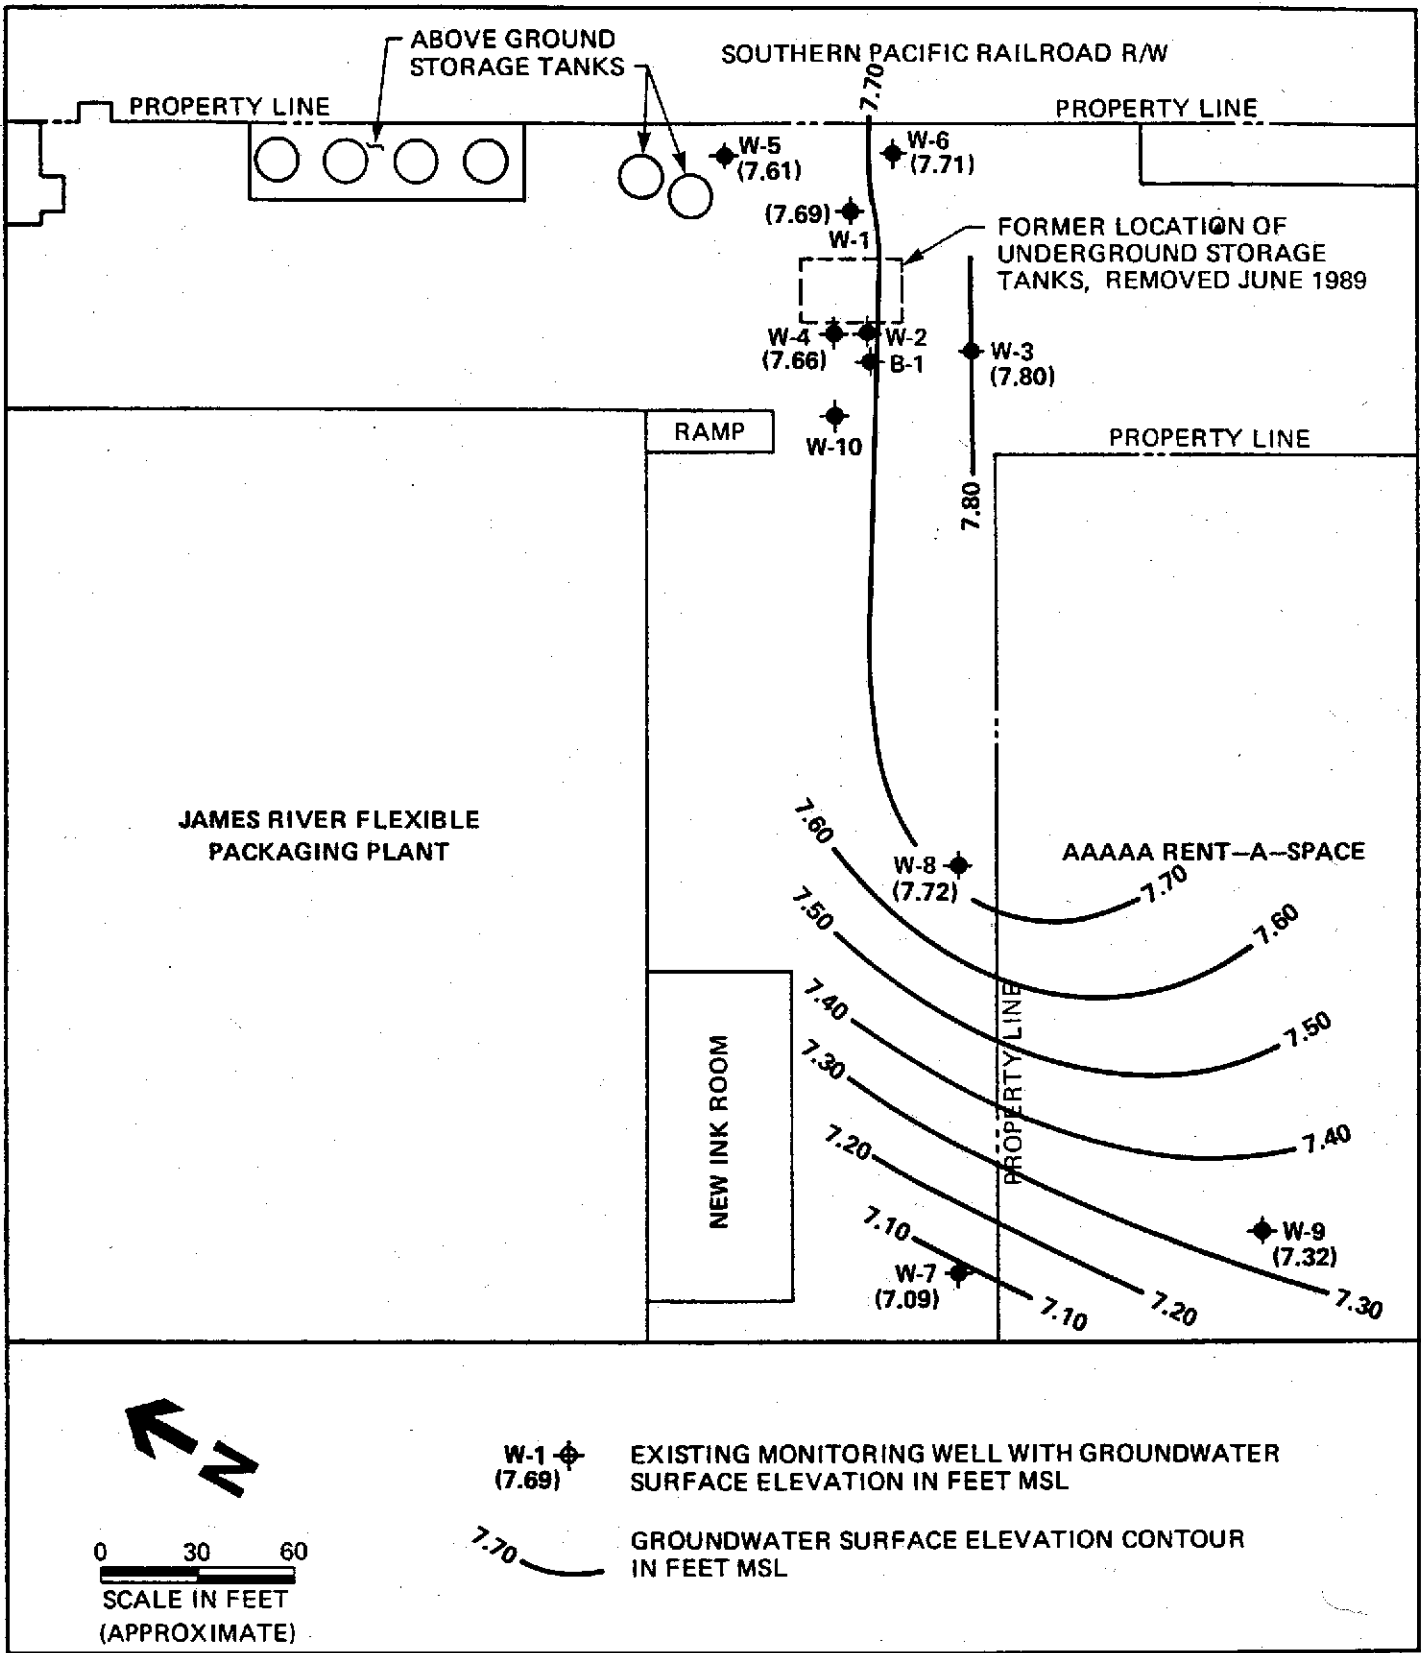 ABOVE GROUND
STORAGE TANKS
SOUTHERN PACIFIC RAILROAD R/W
7.70
PROPERTY LINE
PROPERTY LINE
W-5
(7.61)
W-6
(7.71)
(7.69)
W-1
FORMER LOCATION OF
UNDERGROUND STORAGE
TANKS, REMOVED JUNE 1989
W-4
(7.66)
W-2
B-1
W-3
(7.80)
RAMP
W-10
PROPERTY LINE
7.80
JAMES RIVER FLEXIBLE
PACKAGING PLANT
7.60
W-8
(7.72)
AAAAA RENT-A-SPACE
7.70
7.50
7.60
7.40
PROPERTY LINE
7.50
7.30
NEW INK ROOM
7.20
7.40
7.10
W-9
(7.32)
W-7
(7.09)
7.10
7.20
7.30
N
W-1
(7.69)
EXISTING MONITORING WELL WITH GROUNDWATER
SURFACE ELEVATION IN FEET MSL
7.70
GROUNDWATER SURFACE ELEVATION CONTOUR
IN FEET MSL
0 30 60
SCALE IN FEET
(APPROXIMATE)